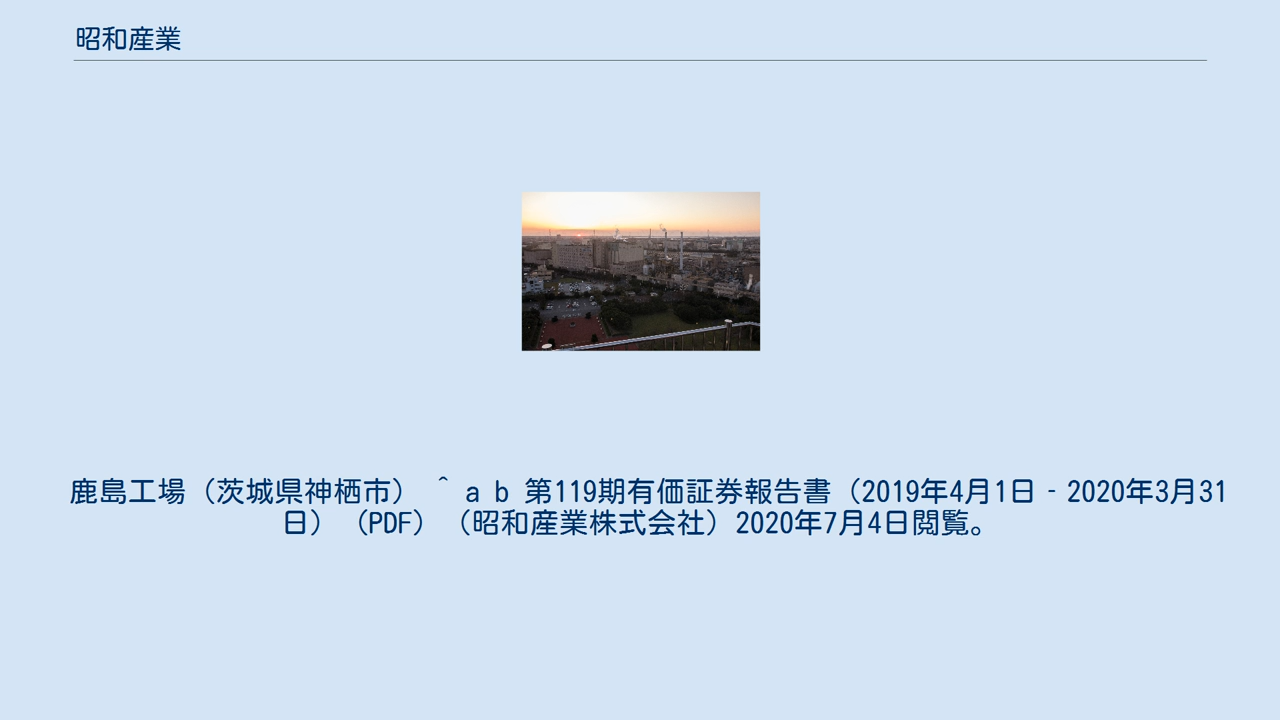 昭和産業
鹿島工場（茨城県神栖市） ^ a b 第119期有価証券報告書（2019年4月1日 - 2020年3月31
日）（PDF）（昭和産業株式会社）2020年7月4日閲覧。